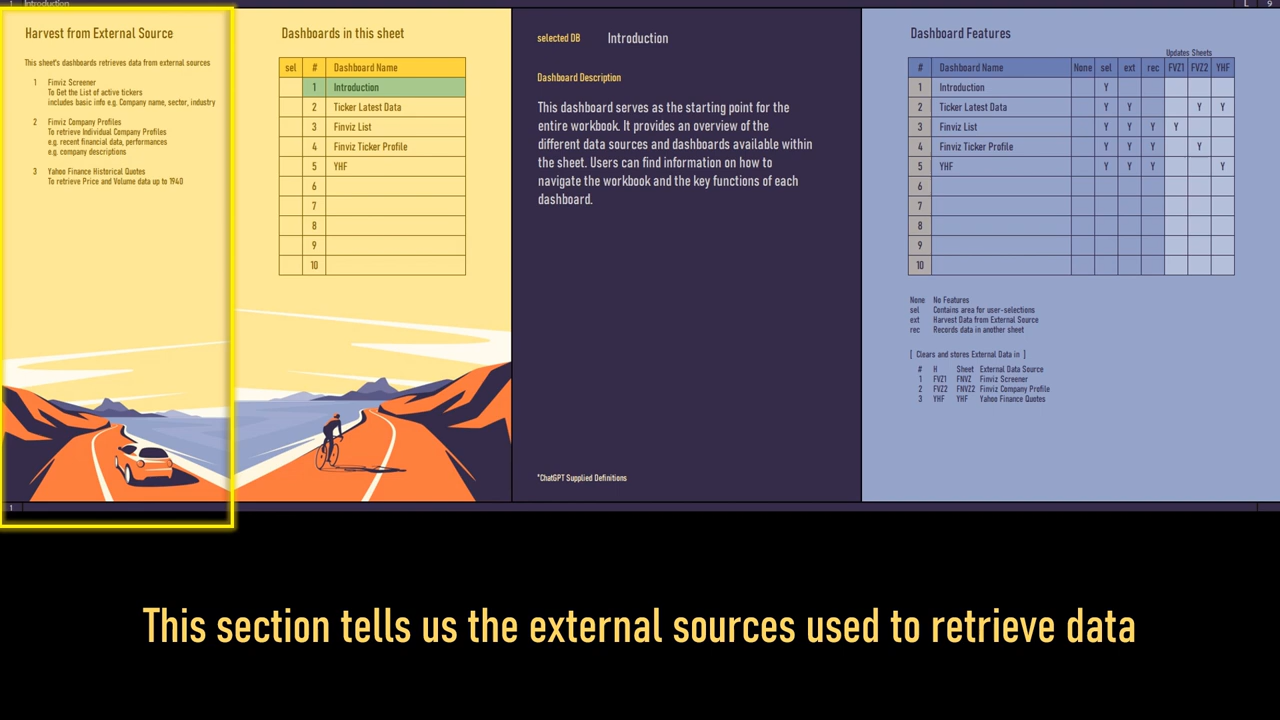 1 Introduction L 9
Harvest from External Source
This sheet's dashboards retrieves data from external sources
1 Finviz Screener
To Get the List of active tickers
includes basic info e.g. Company name, sector, industry
2 Finviz Company Profiles
To retrieve Individual Company Profiles
e.g. recent financial data, performances
e.g. company descriptions
3 Yahoo Finance Historical Quotes
To retrieve Price and Volume data up to 1940
Dashboards in this sheet
sel # Dashboard Name
1 Introduction
2 Ticker Latest Data
3 Finviz List
4 Finviz Ticker Profile
5 YHF
6
7
8
9
10
selected DB Introduction
Dashboard Description
This dashboard serves as the starting point for the
entire workbook. It provides an overview of the
different data sources and dashboards available within
the sheet. Users can find information on how to
navigate the workbook and the key functions of each
dashboard.
*ChatGPT Supplied Definitions
Dashboard Features
Updates Sheets
# Dashboard Name None sel ext rec FVZ1 FVZ2 YHF
1 Introduction Y
2 Ticker Latest Data Y Y Y Y
3 Finviz List Y Y Y Y
4 Finviz Ticker Profile Y Y Y Y
5 YHF Y Y Y Y
6
7
8
9
10
None No Features
sel Contains area for user-selections
ext Harvest Data from External Source
rec Records data in another sheet
[ Clears and stores External Data in ]
# H Sheet External Data Source
1 FVZ1 FNVZ Finviz Screener
2 FVZ2 FNVZ2 Finviz Company Profile
3 YHF YHF Yahoo Finance Quotes
1
This section tells us the external sources used to retrieve data